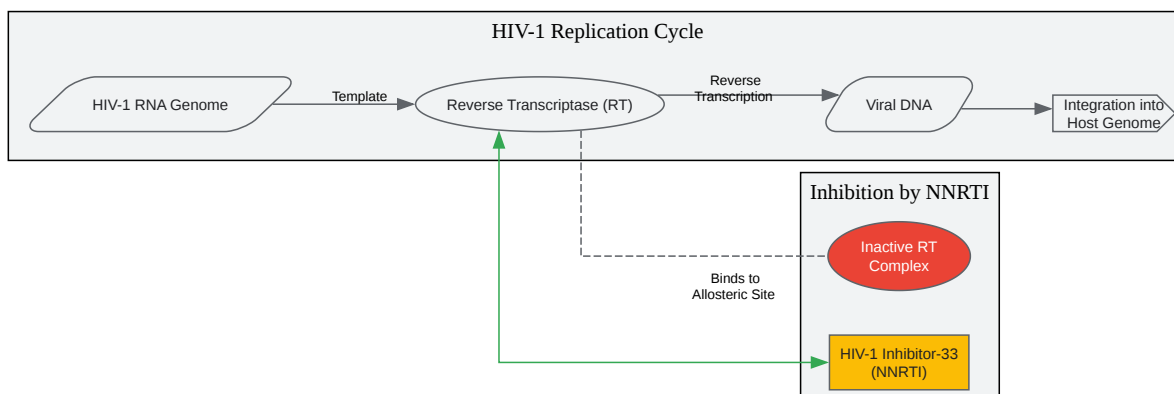 HIV-1 Replication Cycle
HIV-1 RNA Genome
Template
Reverse Transcriptase (RT)
Reverse
Transcription
Viral DNA
Integration into
Host Genome
Inhibition by NNRTI
Inactive RT
Complex
Binds to
Allosteric Site
HIV-1 Inhibitor-33
(NNRTI)